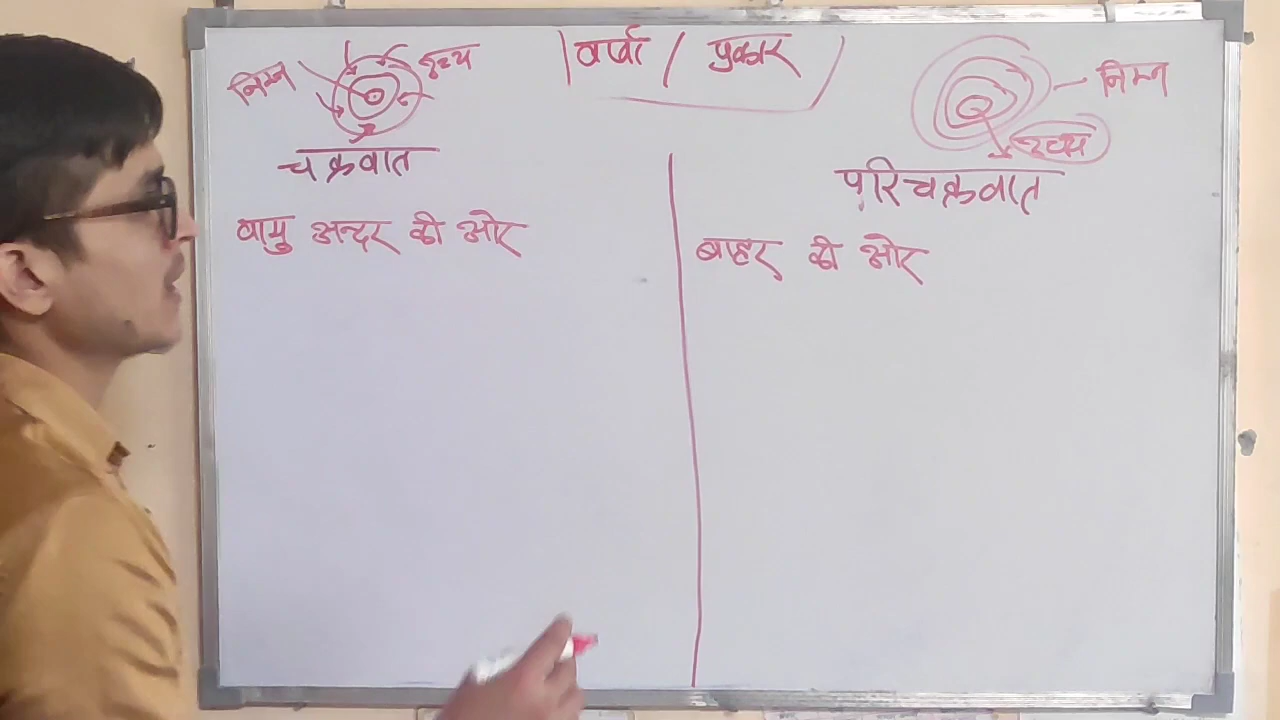 वर्षा / प्रकार
निम्न
उच्च
चक्रवात
वायु अन्दर की ओर
निम्न
उच्च
परिचक्रवात
बाहर की ओर